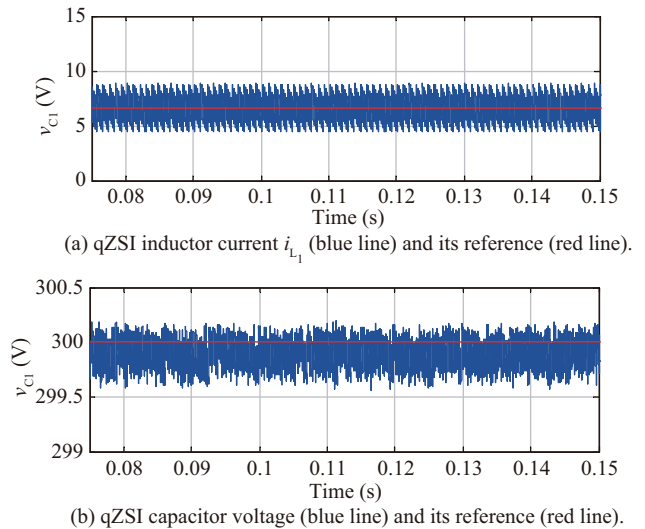 15
10
5
0
v_C1 (V)
0.08 0.09 0.1 0.11 0.12 0.13 0.14 0.15
Time (s)
(a) qZSI inductor current i_L_1 (blue line) and its reference (red line).
300.5
300
299.5
299
v_C1 (V)
0.08 0.09 0.1 0.11 0.12 0.13 0.14 0.15
Time (s)
(b) qZSI capacitor voltage (blue line) and its reference (red line).